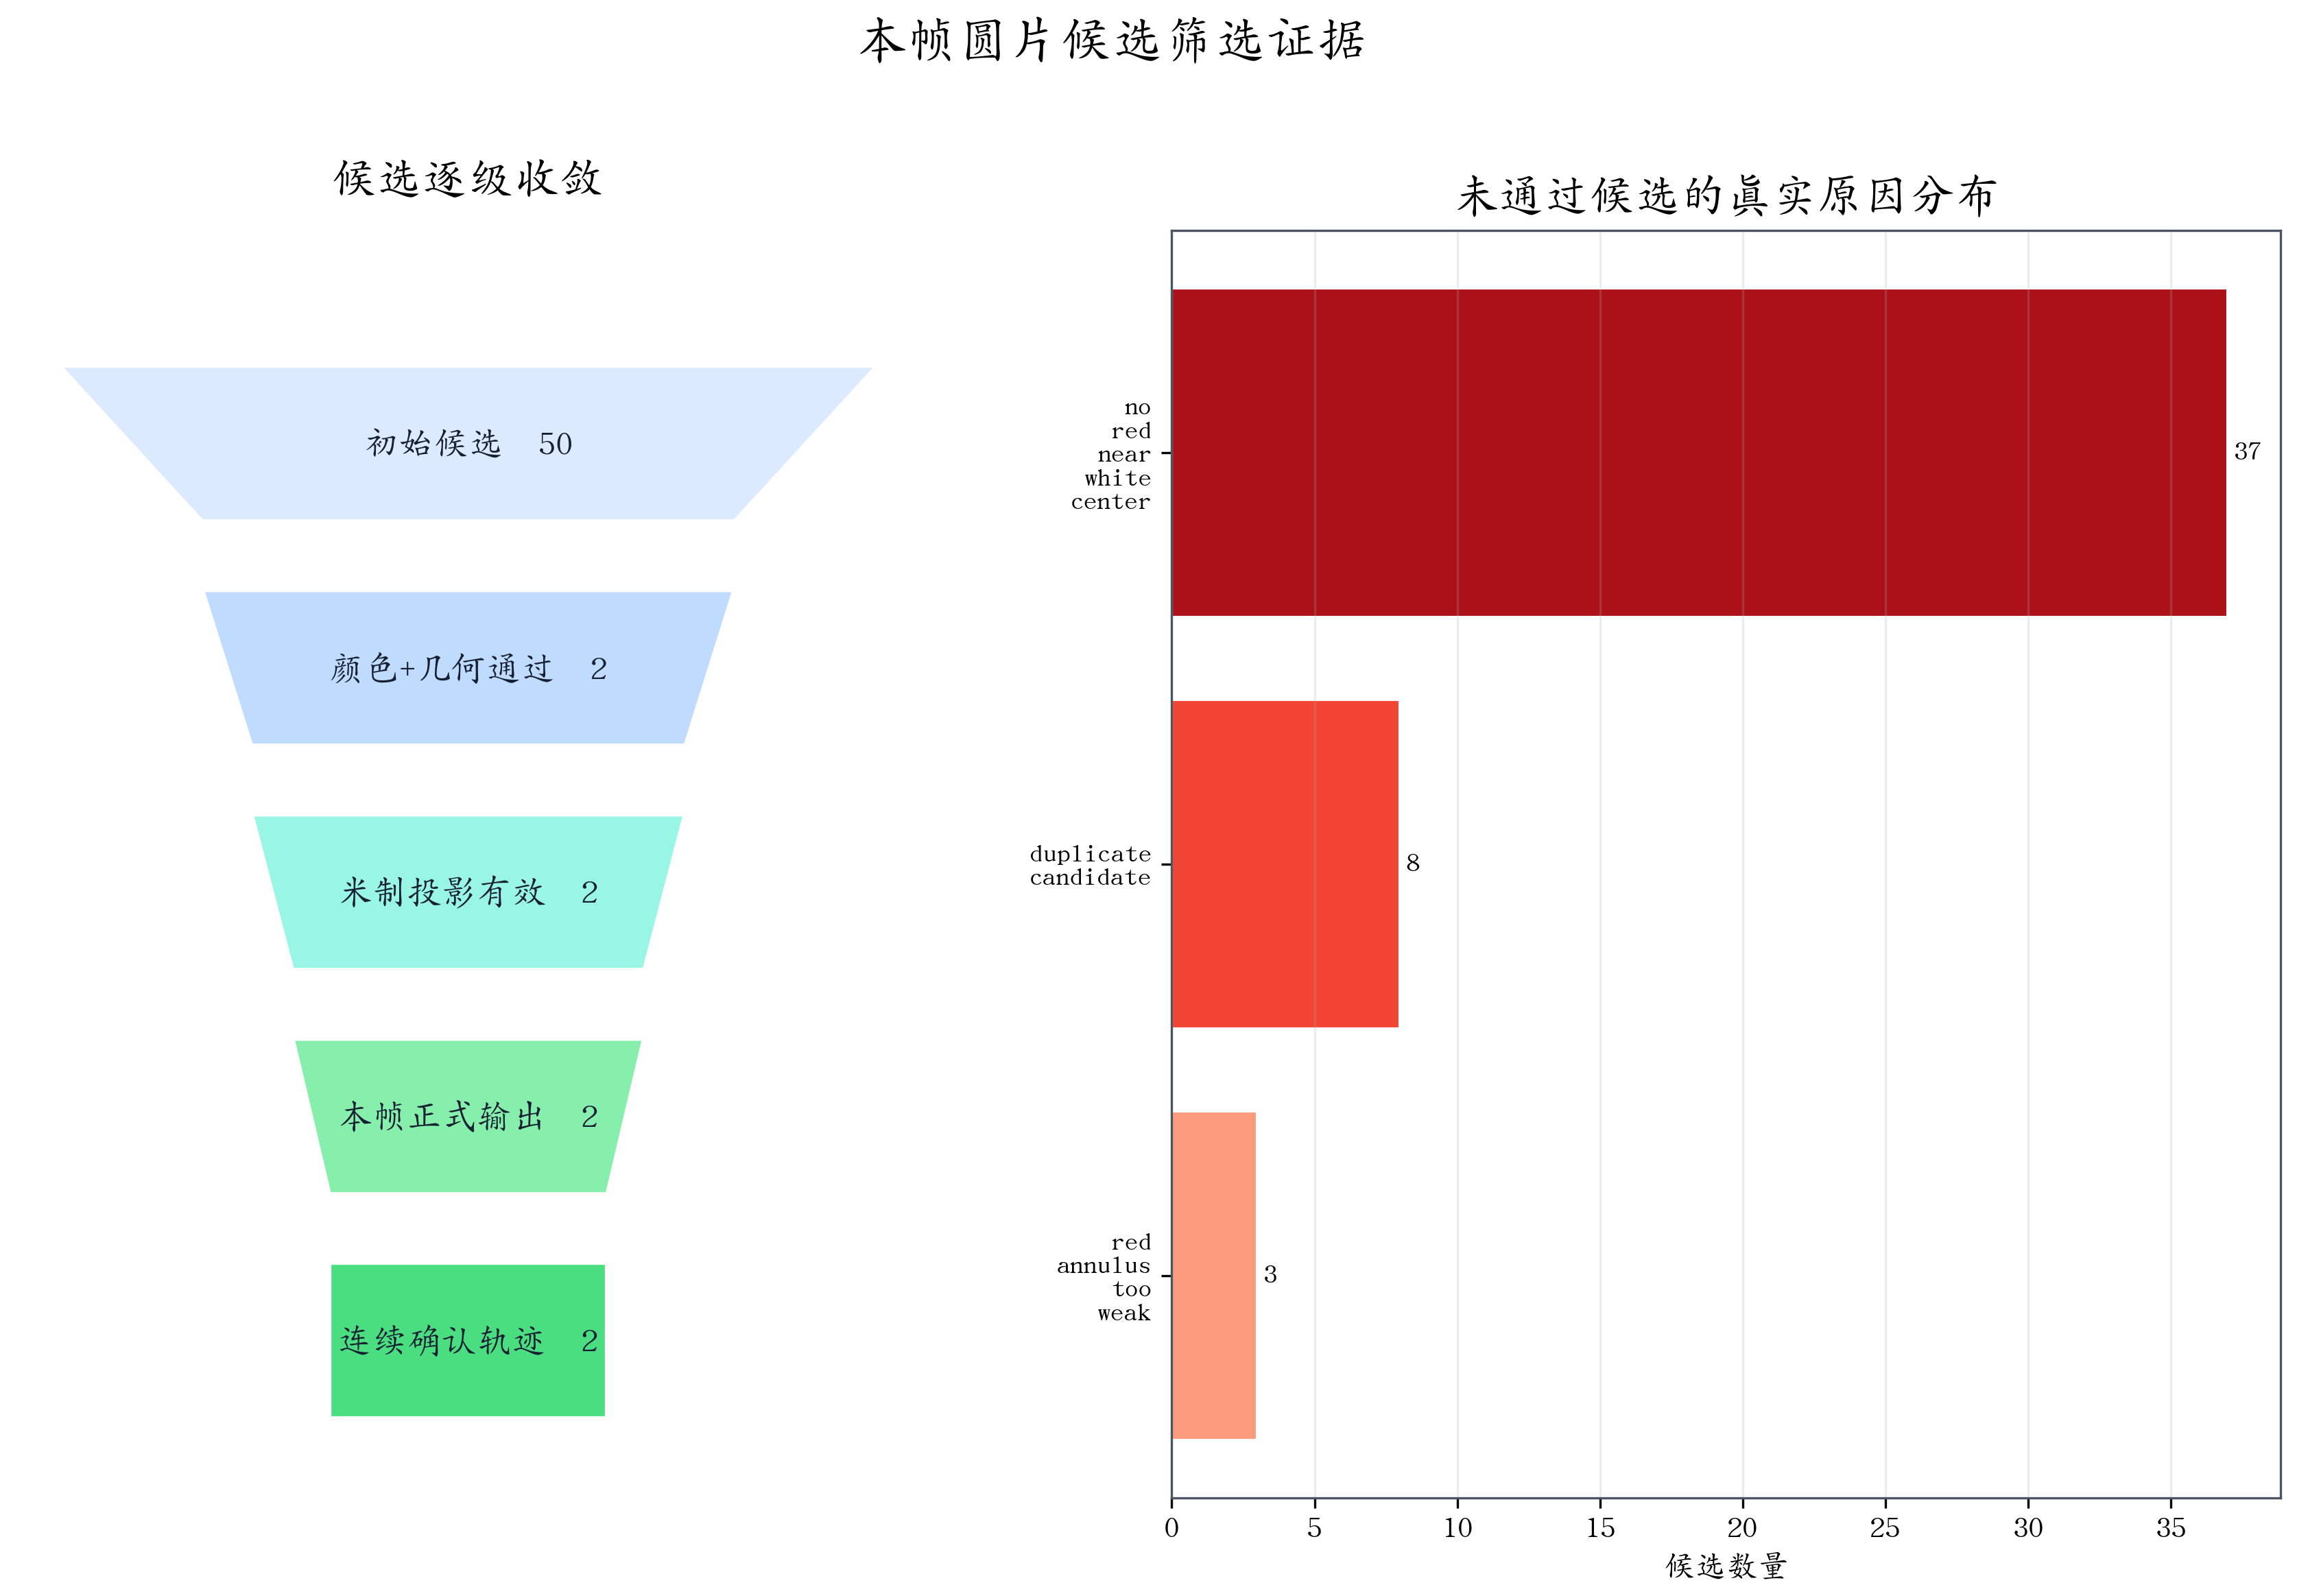 本帧圆片候选筛选证据
候选逐级收敛
初始候选 50
颜色+几何通过 2
米制投影有效 2
本帧正式输出 2
连续确认轨迹 2
未通过候选的真实原因分布
no
red
near
white
center
37
duplicate
candidate
8
red
annulus
too
weak
3
0 5 10 15 20 25 30 35
候选数量